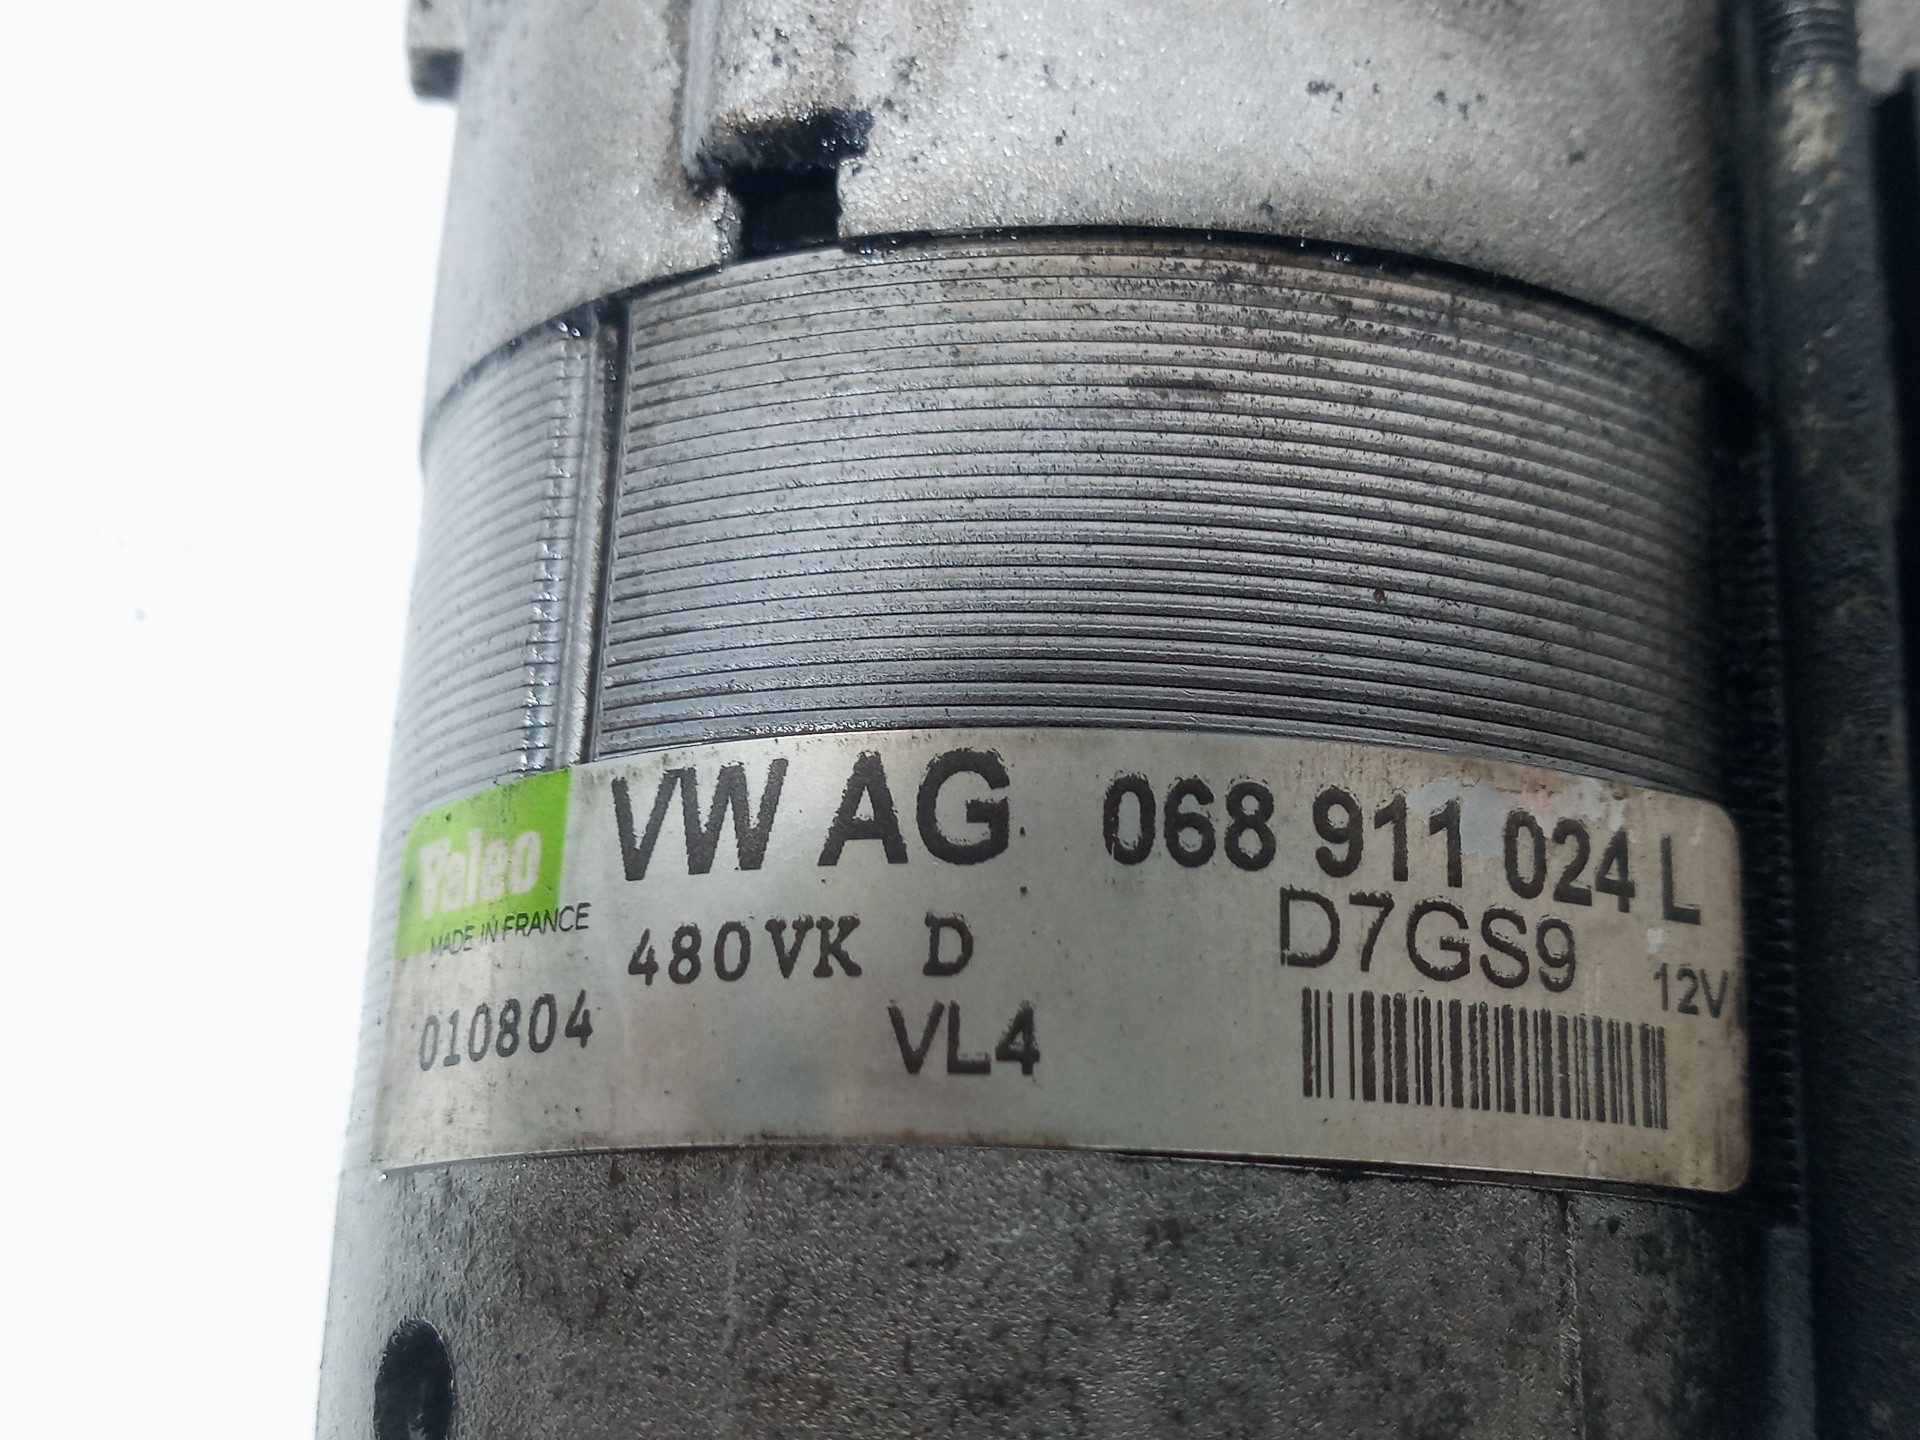 Valeo VW AG 068 911 024 L
MADE IN FRANCE 480VK D D7GS9 12V
010804 VL4